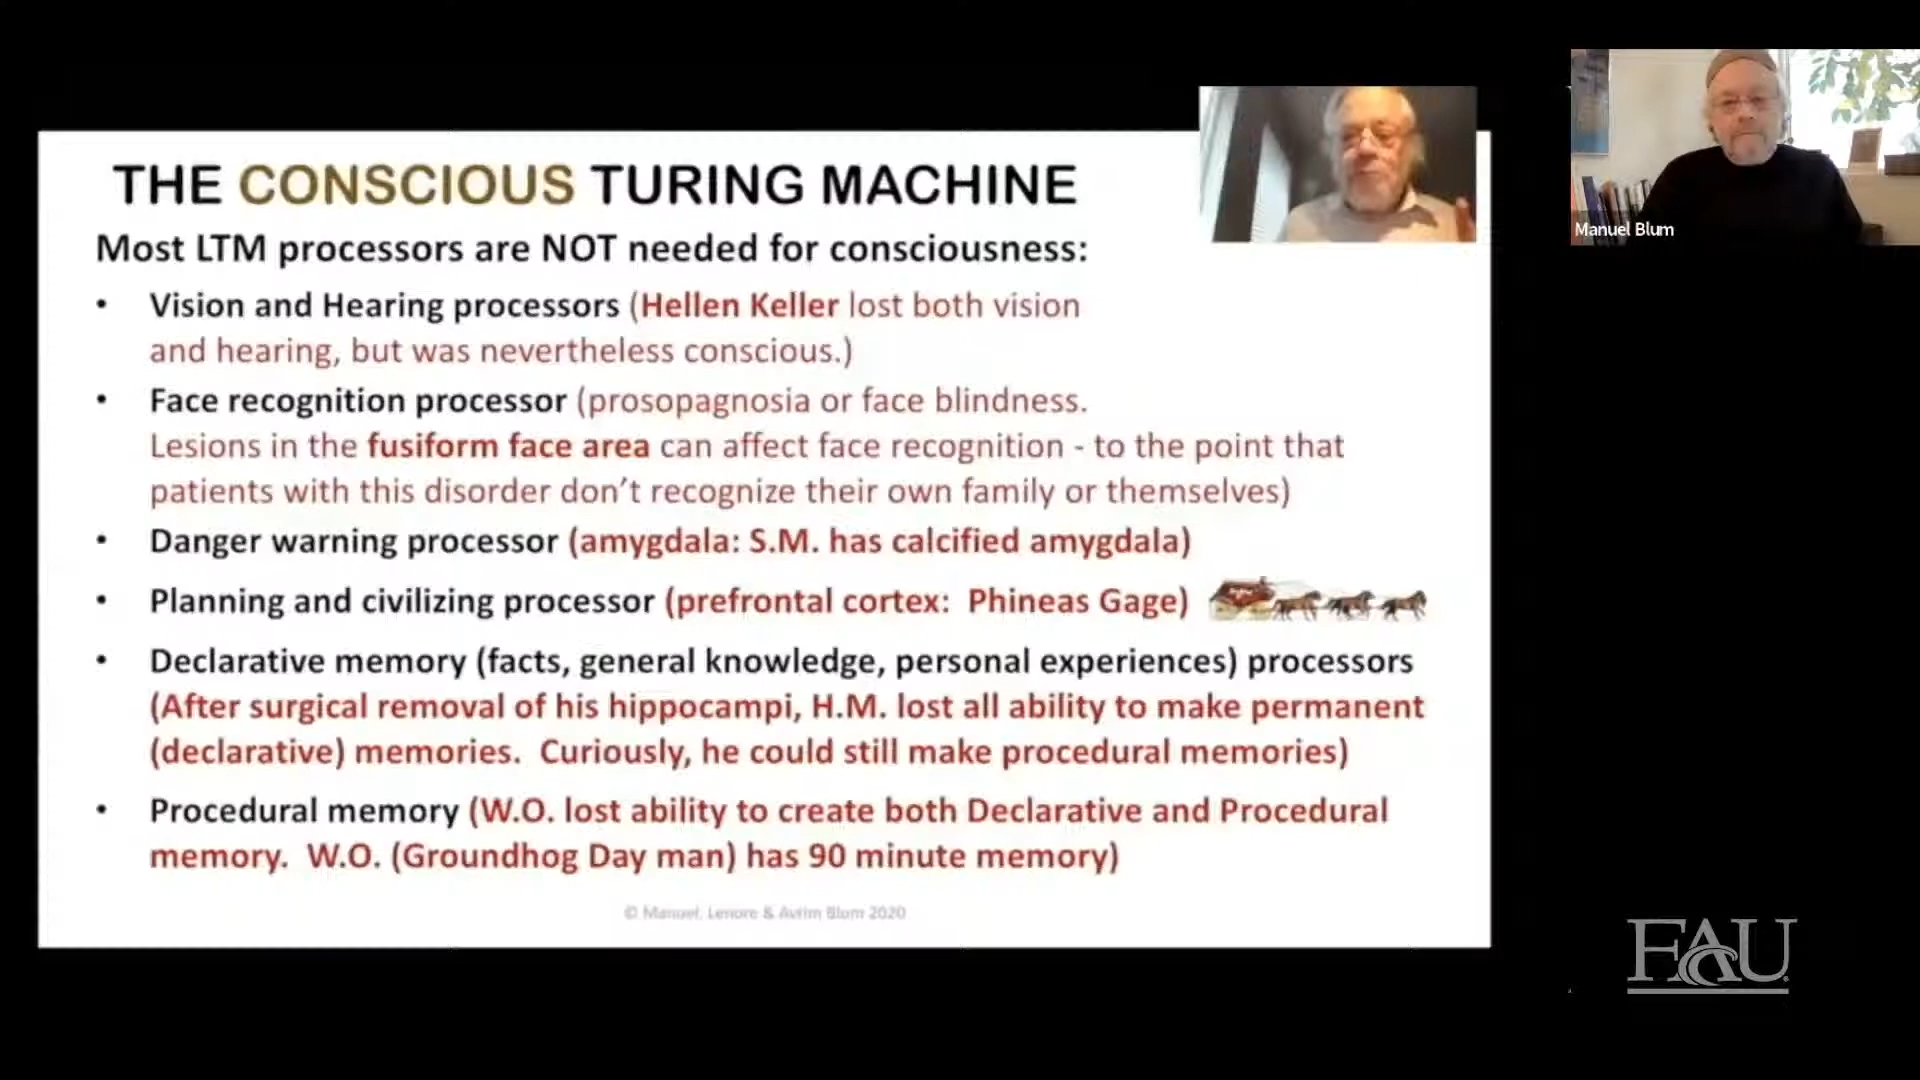 THE CONSCIOUS TURING MACHINE
Most LTM processors are NOT needed for consciousness:
• Vision and Hearing processors (Hellen Keller lost both vision
and hearing, but was nevertheless conscious.)
• Face recognition processor (prosopagnosia or face blindness.
Lesions in the fusiform face area can affect face recognition - to the point that
patients with this disorder don’t recognize their own family or themselves)
• Danger warning processor (amygdala: S.M. has calcified amygdala)
• Planning and civilizing processor (prefrontal cortex:  Phineas Gage)
• Declarative memory (facts, general knowledge, personal experiences) processors
(After surgical removal of his hippocampi, H.M. lost all ability to make permanent
(declarative) memories.  Curiously, he could still make procedural memories)
• Procedural memory (W.O. lost ability to create both Declarative and Procedural
memory.  W.O. (Groundhog Day man) has 90 minute memory)
© Manuel, Lenore & Avrim Blum 2020
Manuel Blum
FAU